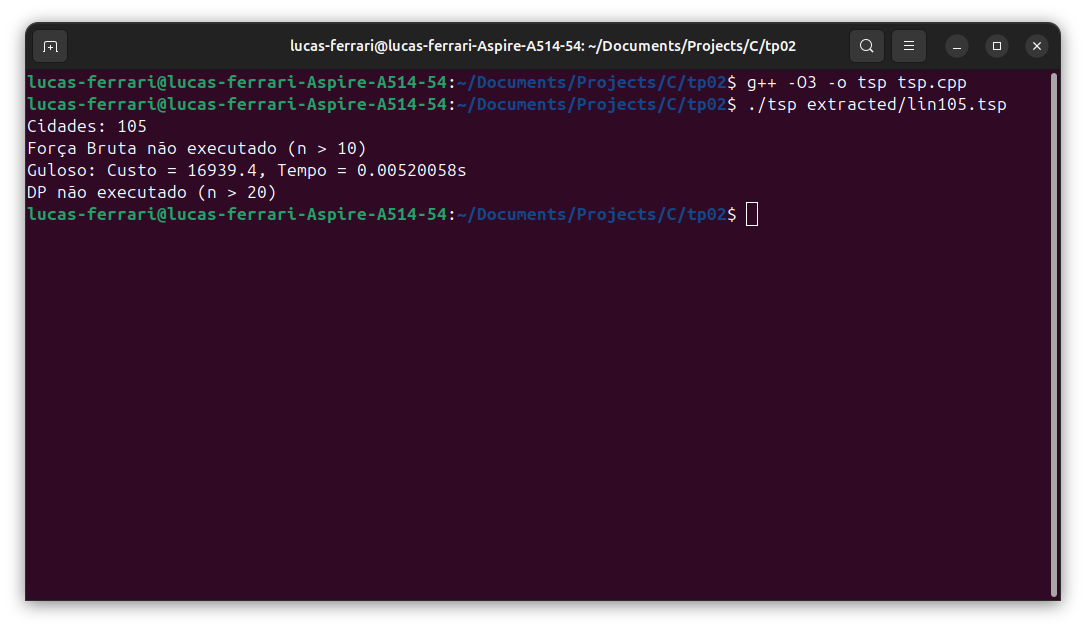 lucas-ferrari@lucas-ferrari-Aspire-A514-54: ~/Documents/Projects/C/tp02
lucas-ferrari@lucas-ferrari-Aspire-A514-54:~/Documents/Projects/C/tp02$ g++ -O3 -o tsp tsp.cpp
lucas-ferrari@lucas-ferrari-Aspire-A514-54:~/Documents/Projects/C/tp02$ ./tsp extracted/lin105.tsp
Cidades: 105
Força Bruta não executado (n > 10)
Guloso: Custo = 16939.4, Tempo = 0.00520058s
DP não executado (n > 20)
lucas-ferrari@lucas-ferrari-Aspire-A514-54:~/Documents/Projects/C/tp02$